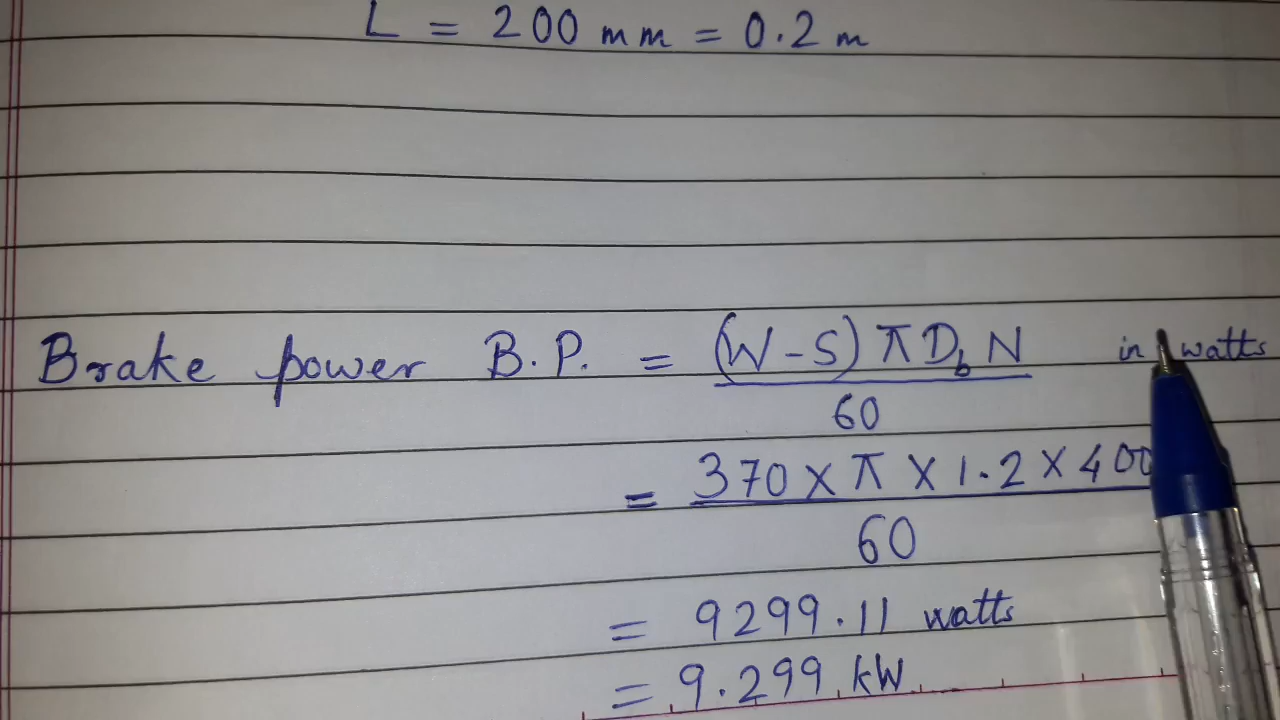 L = 200 mm = 0.2 m
Brake power B.P. = (W-S) π D_b N in watts
60
= 370 × π × 1.2 × 400
60
= 9299.11 watts
= 9.299 kW